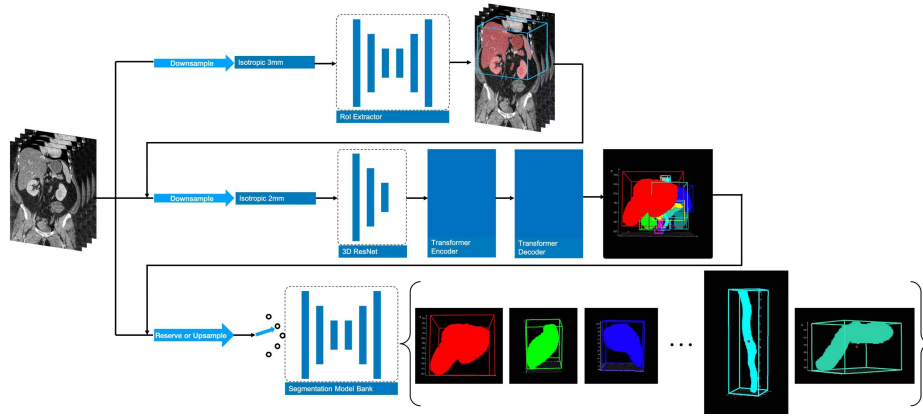 Downsample
Isotropic 3mm
RoI Extractor
Downsample
Isotropic 2mm
3D ResNet
Transformer
Encoder
Transformer
Decoder
Reserve or Upsample
Segmentation Model Bank